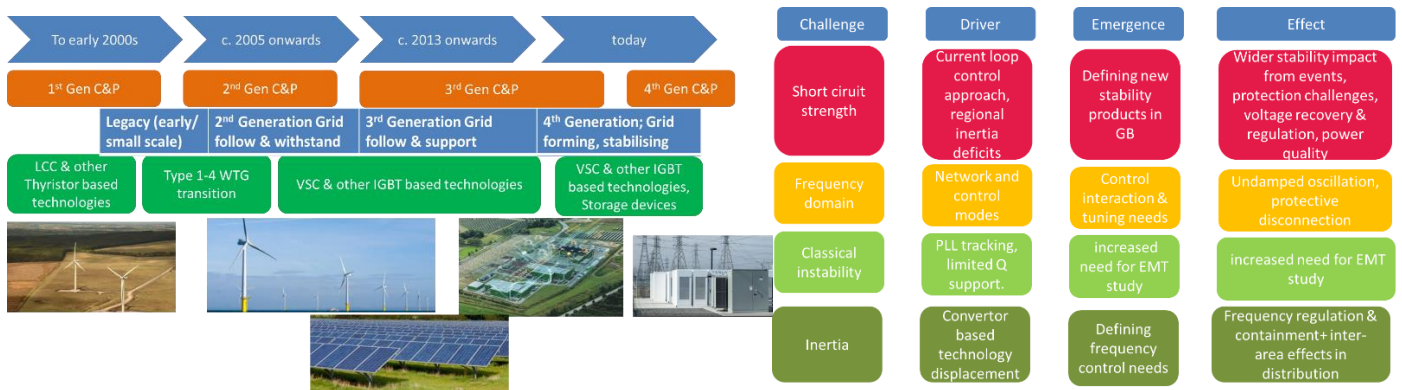 To early 2000s
c. 2005 onwards
c. 2013 onwards
today
1st Gen C&P
2nd Gen C&P
3rd Gen C&P
4th Gen C&P
Legacy (early/
small scale)
2nd Generation Grid
follow & withstand
3rd Generation Grid
follow & support
4th Generation; Grid
forming, stabilising
LCC & other
Thyristor based
technologies
Type 1-4 WTG
transition
VSC & other IGBT based technologies
VSC & other IGBT
based technologies,
Storage devices
Challenge
Driver
Emergence
Effect
Short ciruit
strength
Current loop
control
approach,
regional
inertia
deficits
Defining new
stability
products in
GB
Wider stability impact
from events,
protection challenges,
voltage recovery &
regulation, power
quality
Frequency
domain
Network and
control
modes
Control
interaction &
tuning needs
Undamped oscillation,
protective
disconnection
Classical
instability
PLL tracking,
limited Q
support.
increased
need for EMT
study
increased need for EMT
study
Inertia
Convertor
based
technology
displacement
Defining
frequency
control needs
Frequency regulation &
containment+ inter-
area effects in
distribution